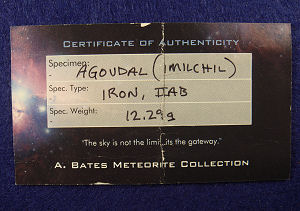 CERTIFICATE OF AUTHENTICITY
Specimen: AGOUDAL (IMILCHIL)
Spec. Type: IRON, IAB
Spec. Weight: 12.29g
"The sky is not the limit..its the gateway."
A. BATES METEORITE COLLECTION